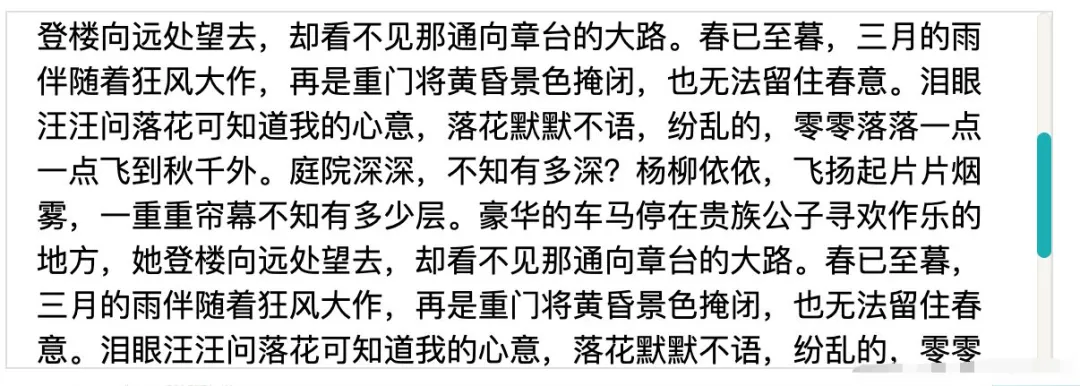 登楼向远处望去，却看不见那通向章台的大路。春已至暮，三月的雨
伴随着狂风大作，再是重门将黄昏景色掩闭，也无法留住春意。泪眼
汪汪问落花可知道我的心意，落花默默不语，纷乱的，零零落落一点
一点飞到秋千外。庭院深深，不知有多深？杨柳依依，飞扬起片片烟
雾，一重重帘幕不知有多少层。豪华的车马停在贵族公子寻欢作乐的
地方，她登楼向远处望去，却看不见那通向章台的大路。春已至暮，
三月的雨伴随着狂风大作，再是重门将黄昏景色掩闭，也无法留住春
意。泪眼汪汪问落花可知道我的心意，落花默默不语，纷乱的，零零